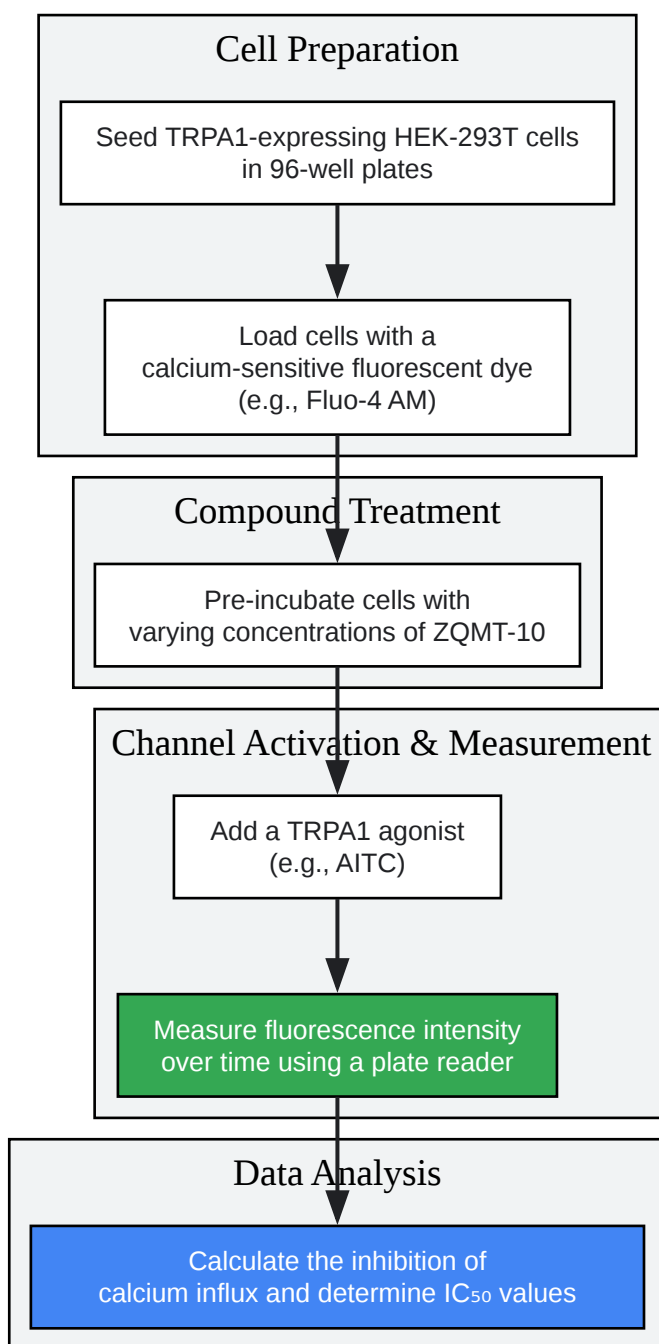 Cell Preparation
Seed TRPA1-expressing HEK-293T cells
in 96-well plates
Load cells with a
calcium-sensitive fluorescent dye
(e.g., Fluo-4 AM)
Compound Treatment
Pre-incubate cells with
varying concentrations of ZQMT-10
Channel Activation & Measurement
Add a TRPA1 agonist
(e.g., AITC)
Measure fluorescence intensity
over time using a plate reader
Data Analysis
Calculate the inhibition of
calcium influx and determine IC₅₀ values